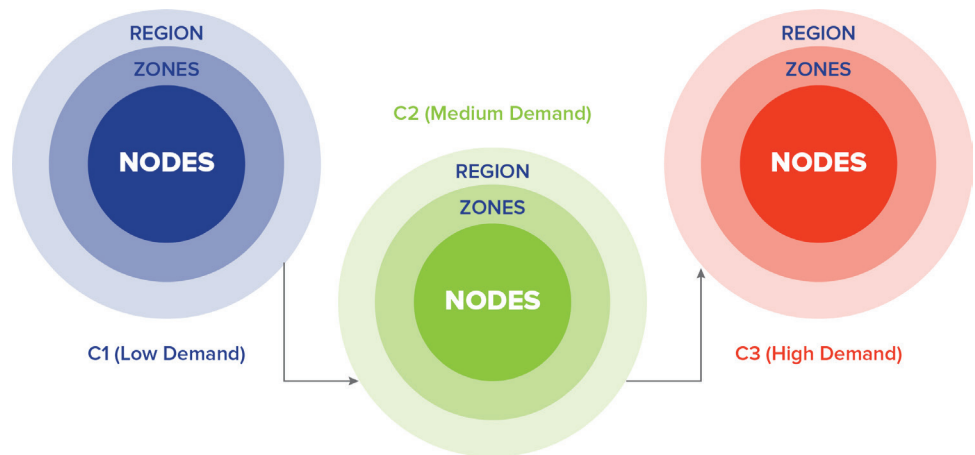 REGION
ZONES
NODES
C1 (Low Demand)
C2 (Medium Demand)
REGION
ZONES
NODES
REGION
ZONES
NODES
C3 (High Demand)